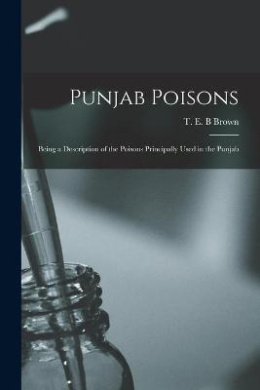 Punjab Poisons
T. E. B Brown
Being a Description of the Poisons Principally Used in the Punjab